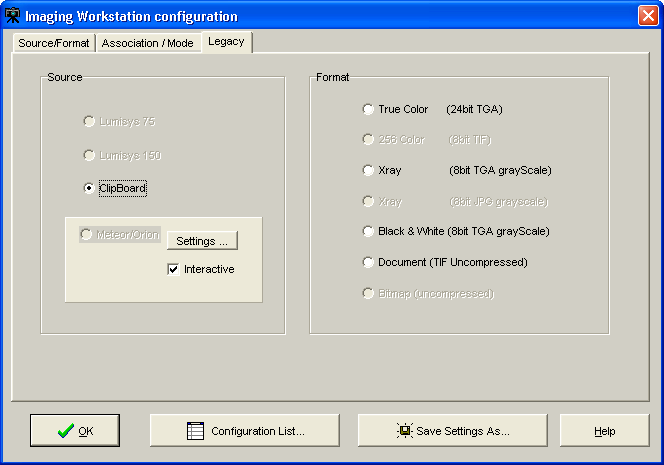 Imaging Workstation configuration
Source/Format Association / Mode Legacy
Source
Lumisys 75
Lumisys 150
ClipBoard
Meteor/Orion Settings ...
Interactive
Format
True Color (24bit TGA)
256 Color (8bit TIF)
Xray (8bit TGA grayScale)
Xray (8bit JPG grayscale)
Black & White (8bit TGA grayScale)
Document (TIF Uncompressed)
Bitmap (uncompressed)
OK Configuration List... Save Settings As... Help